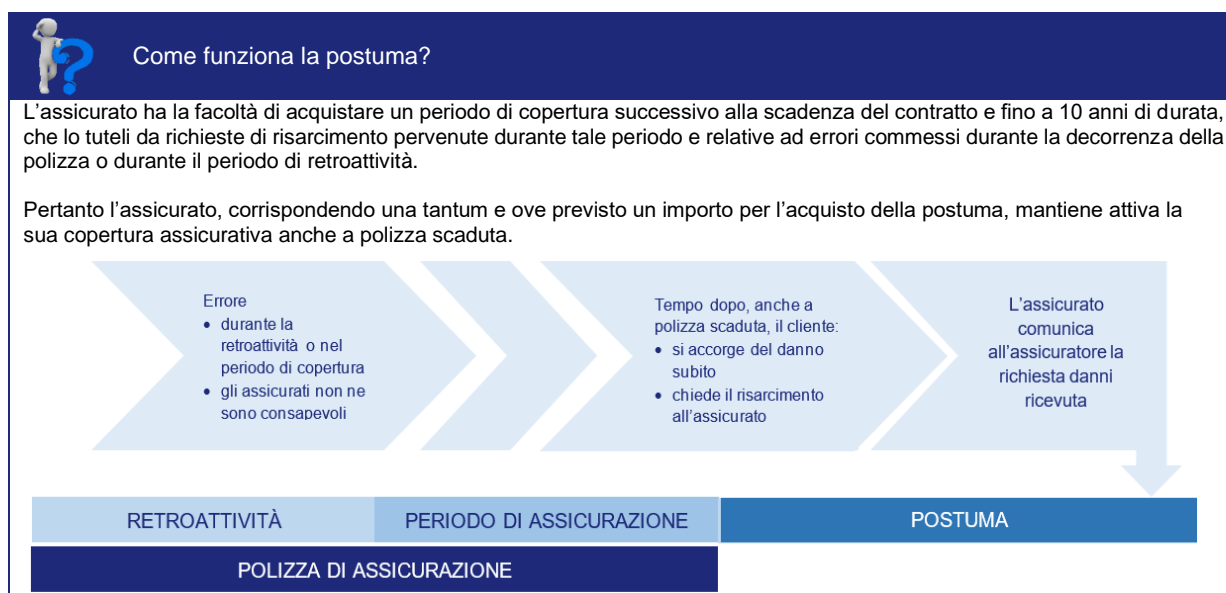 Come funziona la postuma?
L’assicurato ha la facoltà di acquistare un periodo di copertura successivo alla scadenza del contratto e fino a 10 anni di durata,
che lo tuteli da richieste di risarcimento pervenute durante tale periodo e relative ad errori commessi durante la decorrenza della
polizza o durante il periodo di retroattività.
Pertanto l’assicurato, corrispondendo una tantum e ove previsto un importo per l’acquisto della postuma, mantiene attiva la
sua copertura assicurativa anche a polizza scaduta.
Errore
• durante la
retroattività o nel
periodo di copertura
• gli assicurati non ne
sono consapevoli
Tempo dopo, anche a
polizza scaduta, il cliente:
• si accorge del danno
subito
• chiede il risarcimento
all’assicurato
L’assicurato
comunica
all’assicuratore la
richiesta danni
ricevuta
RETROATTIVITÀ
PERIODO DI ASSICURAZIONE
POSTUMA
POLIZZA DI ASSICURAZIONE